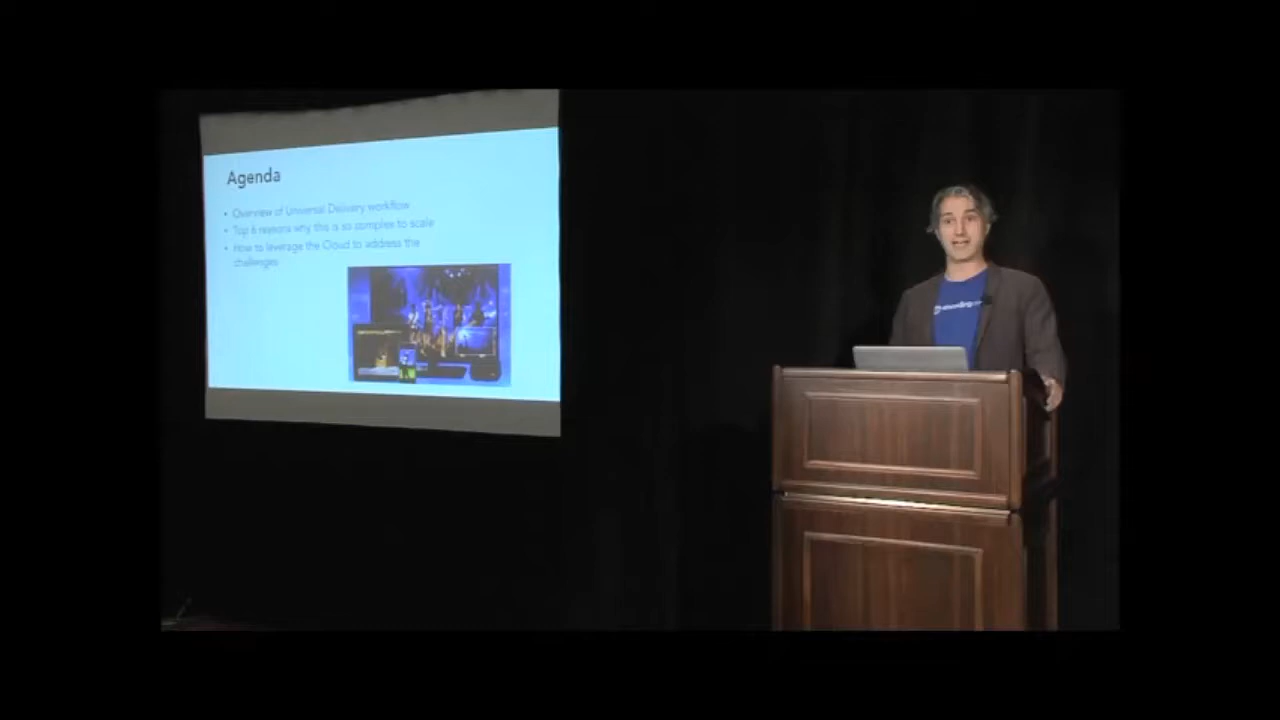 Agenda
• Overview of Universal Delivery workflow
• Top 6 reasons why this is so complex to scale
• How to leverage the Cloud to address the
challenges